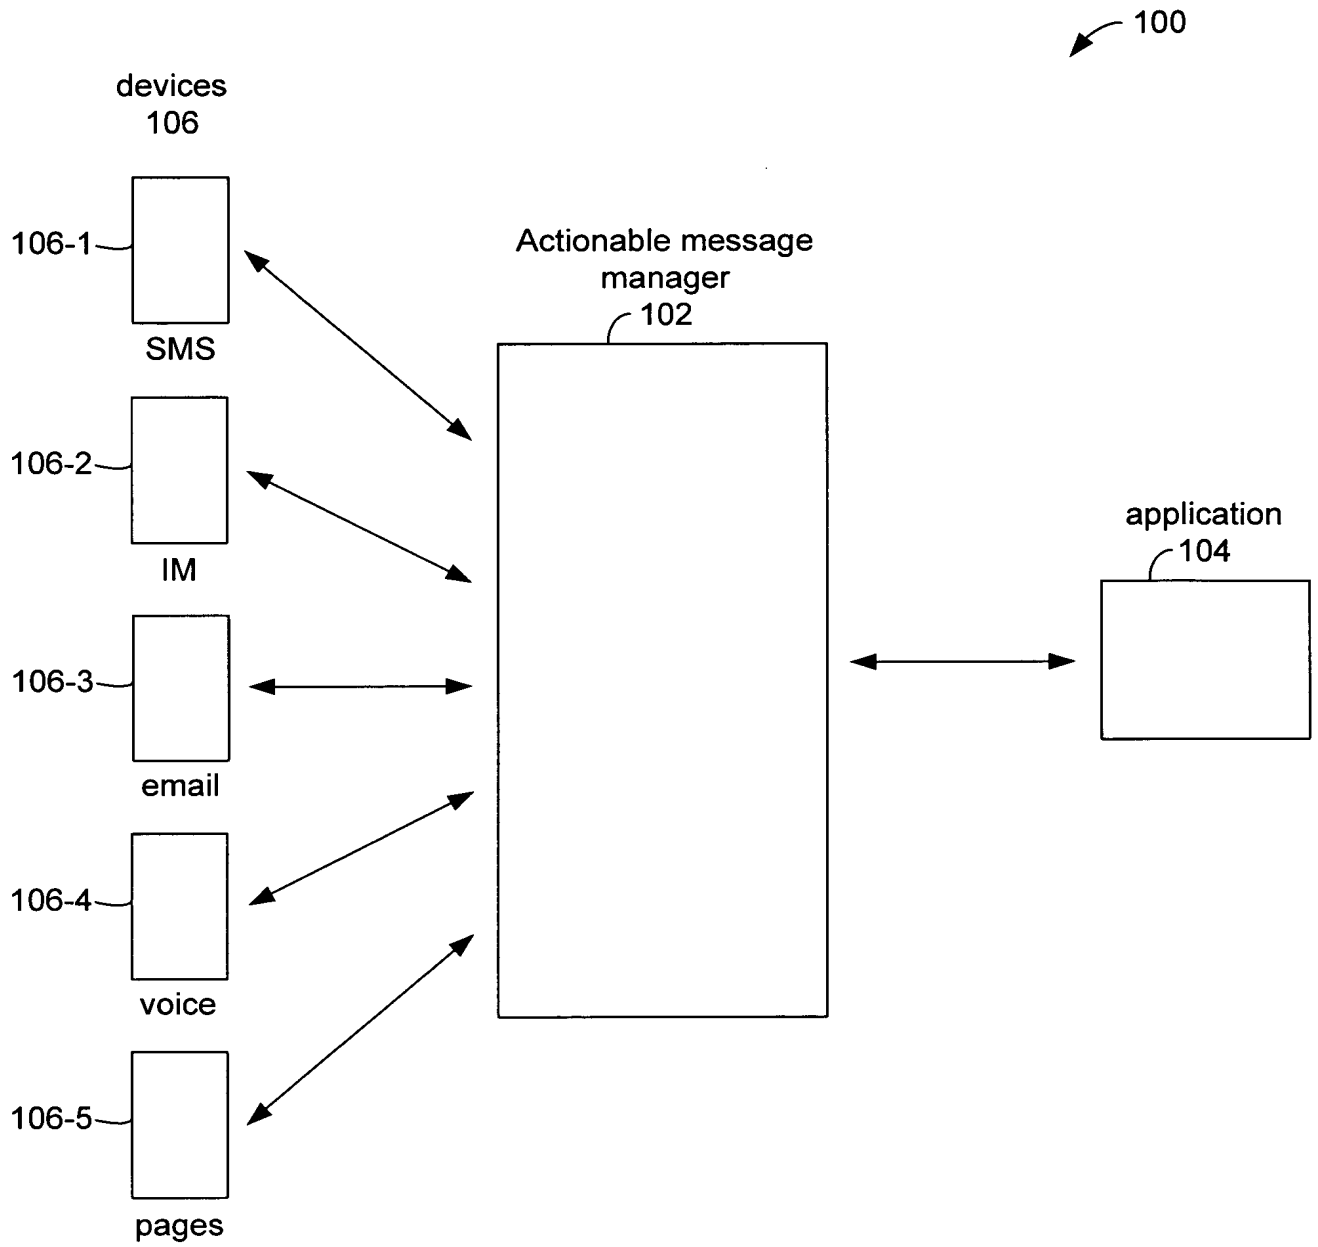 100
devices
106
106-1
SMS
106-2
IM
106-3
email
106-4
voice
106-5
pages
Actionable message
manager
102
application
104